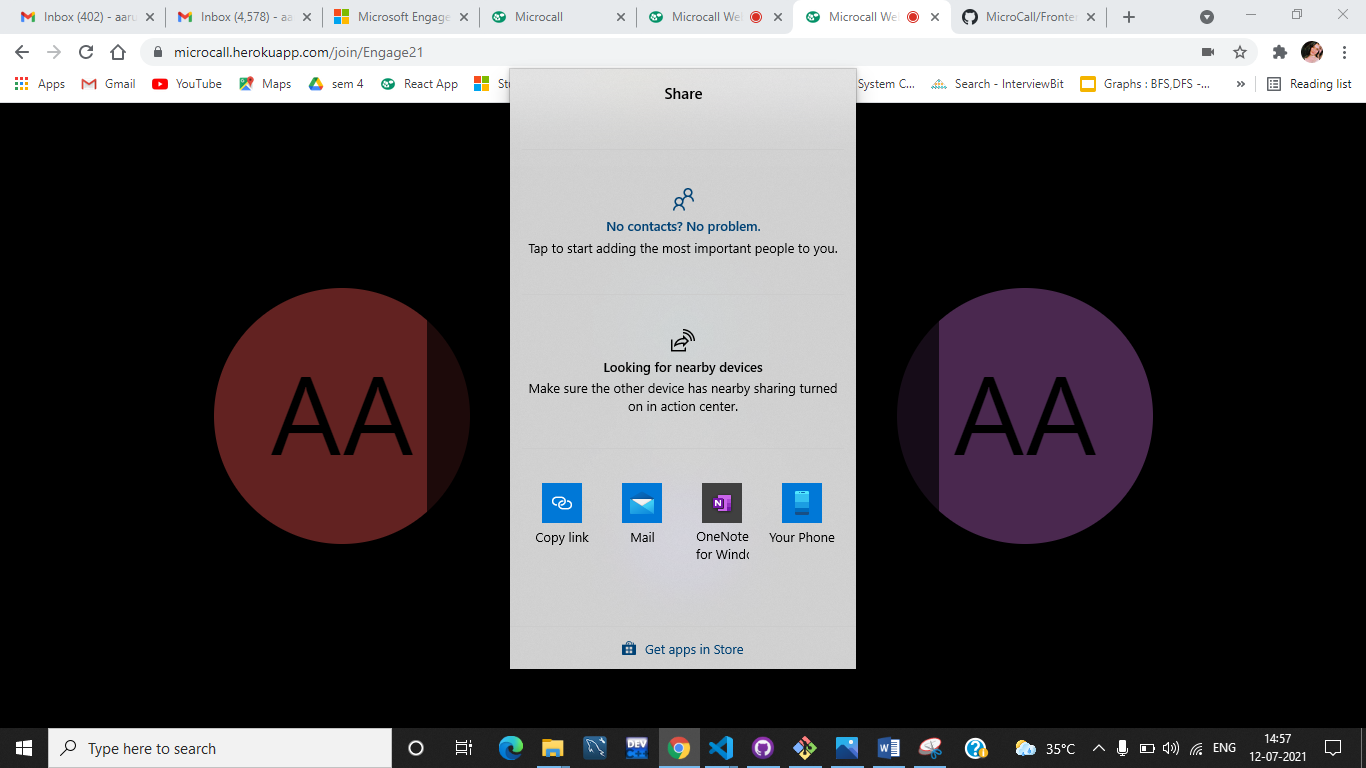 Inbox (402) - aaru
Inbox (4,578) - aa
Microsoft Engage
Microcall
Microcall We
Microcall We
MicroCall/Fronte
microcall.herokuapp.com/join/Engage21
Apps
Gmail
YouTube
Maps
sem 4
React App
System C...
Search - InterviewBit
Graphs : BFS,DFS -...
»
Reading list
Share
No contacts? No problem.
Tap to start adding the most important people to you.
Looking for nearby devices
Make sure the other device has nearby sharing turned
on in action center.
AA
AA
N
Copy link
Mail
OneNote
for Windo
Your Phone
Get apps in Store
Type here to search
DEV
C++
W
35°C
ENG
14:57
12-07-2021